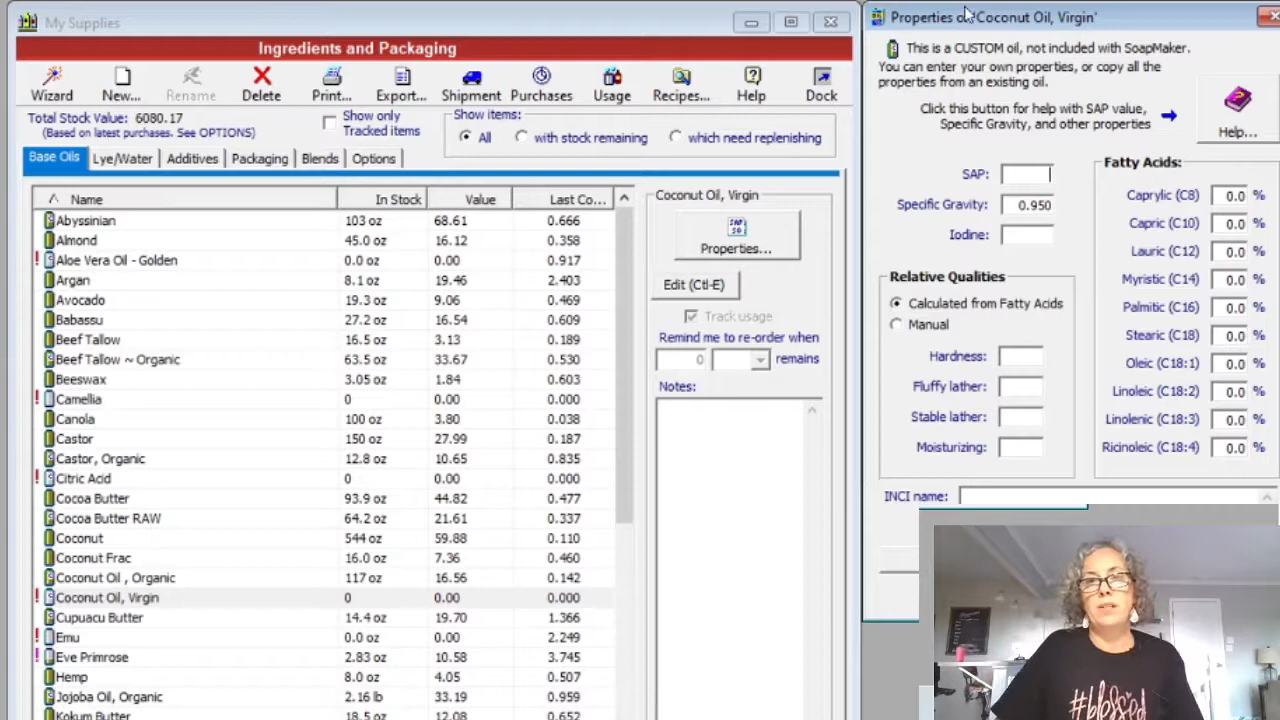 My Supplies
Ingredients and Packaging
Wizard New... Rename Delete Print... Export... Shipment Purchases Usage Recipes... Help Dock
Total Stock Value: 6080.17
(Based on latest purchases. See OPTIONS)
Show only
Tracked items
Show items:
All with stock remaining which need replenishing
Base Oils Lye/Water Additives Packaging Blends Options
Name In Stock Value Last Co...
Abyssinian 103 oz 68.61 0.666
Almond 45.0 oz 16.12 0.358
! Aloe Vera Oil - Golden 0.0 oz 0.00 0.917
Argan 8.1 oz 19.46 2.403
Avocado 19.3 oz 9.06 0.469
Babassu 27.2 oz 16.54 0.609
Beef Tallow 16.5 oz 3.13 0.189
Beef Tallow ~ Organic 63.5 oz 33.67 0.530
Beeswax 3.05 oz 1.84 0.603
! Camellia 0 0.00 0.000
Canola 100 oz 3.80 0.038
Castor 150 oz 27.99 0.187
Castor, Organic 12.8 oz 10.65 0.835
! Citric Acid 0 0.00 0.000
Cocoa Butter 93.9 oz 44.82 0.477
Cocoa Butter RAW 64.2 oz 21.61 0.337
Coconut 544 oz 59.88 0.110
Coconut Frac 16.0 oz 7.36 0.460
Coconut Oil , Organic 117 oz 16.56 0.142
! Coconut Oil, Virgin 0 0.00 0.000
Cupuacu Butter 14.4 oz 19.70 1.366
! Emu 0.0 oz 0.00 2.249
! Eve Primrose 2.83 oz 10.58 3.745
Hemp 8.0 oz 4.05 0.507
Jojoba Oil, Organic 2.16 lb 33.19 0.959
Kokum Butter 18.5 oz 12.08 0.652
Coconut Oil, Virgin
SAP
SG
Properties...
Edit (Ctl-E)
Track usage
Remind me to re-order when
0 remains
Notes:
Properties of 'Coconut Oil, Virgin'
This is a CUSTOM oil, not included with SoapMaker.
You can enter your own properties, or copy all the
properties from an existing oil.
Click this button for help with SAP value,
Specific Gravity, and other properties
Help...
SAP:
Specific Gravity: 0.950
Iodine:
Relative Qualities
Calculated from Fatty Acids
Manual
Hardness:
Fluffy lather:
Stable lather:
Moisturizing:
Fatty Acids:
Caprylic (C8) 0.0 %
Capric (C10) 0.0 %
Lauric (C12) 0.0 %
Myristic (C14) 0.0 %
Palmitic (C16) 0.0 %
Stearic (C18) 0.0 %
Oleic (C18:1) 0.0 %
Linoleic (C18:2) 0.0 %
Linolenic (C18:3) 0.0 %
Ricinoleic (C18:4) 0.0 %
INCI name:
#blessed